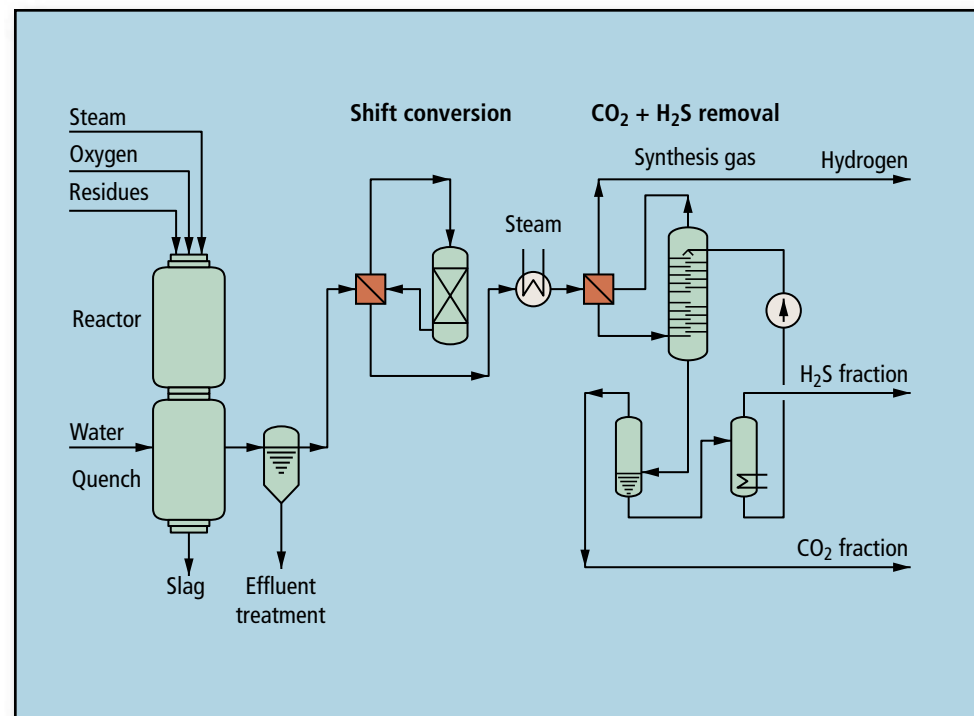 Shift conversion
CO₂ + H₂S removal
Steam
Oxygen
Residues
Synthesis gas
Hydrogen
Steam
Reactor
H₂S fraction
Water
Quench
CO₂ fraction
Slag
Effluent
treatment